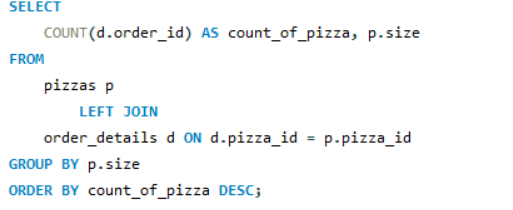 SELECT
COUNT(d.order_id) AS count_of_pizza, p.size
FROM
pizzas p
LEFT JOIN
order_details d ON d.pizza_id = p.pizza_id
GROUP BY p.size
ORDER BY count_of_pizza DESC;